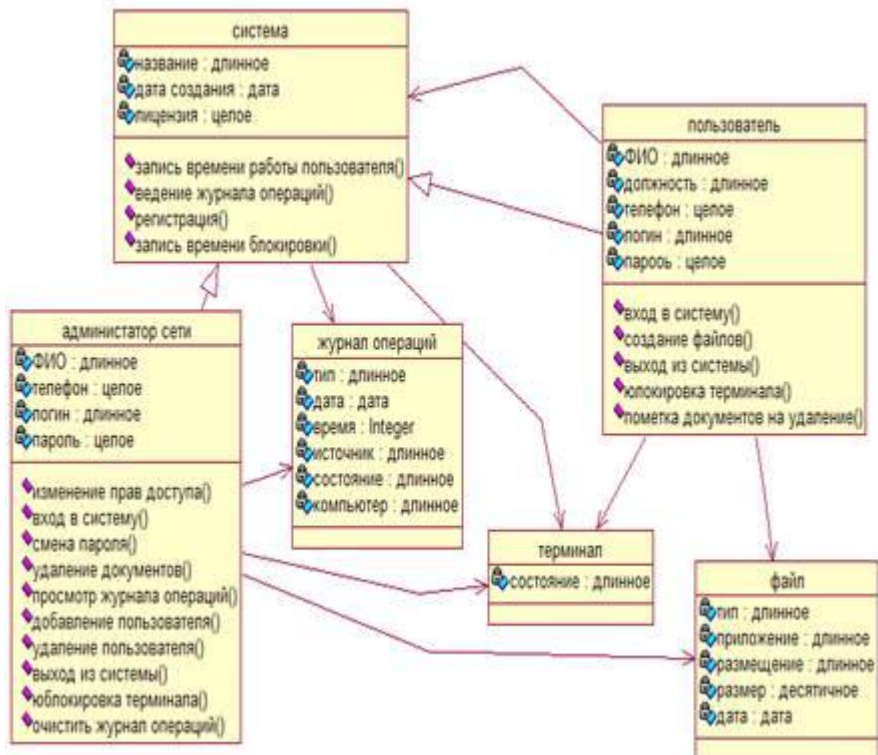 система
название : длинное
дата создания : дата
лицензия : целое
запись времени работы пользователя()
ведение журнала операций()
регистрация()
запись времени блокировки()
пользователь
ФИО : длинное
должность : длинное
телефон : целое
логин : длинное
парооь : целое
вход в систему()
создание файлов()
выход из системы()
юлокировка терминала()
пометка документов на удаление()
администатор сети
ФИО : длинное
телефон : целое
логин : длинное
пароль : целое
изменение прав доступа()
вход в систему()
смена пароля()
удаление документов()
просмотр журнала операций()
добавление пользователя()
удаление пользователя()
выход из системы()
юблокировка терминала()
очистить журнал операций()
журнал операций
тип : длинное
дата : дата
время : Integer
источник : длинное
состояние : длинное
компьютер : длинное
терминал
состояние : длинное
файл
тип : длинное
приложение : длинное
размещение : длинное
размер : десятичное
дата : дата